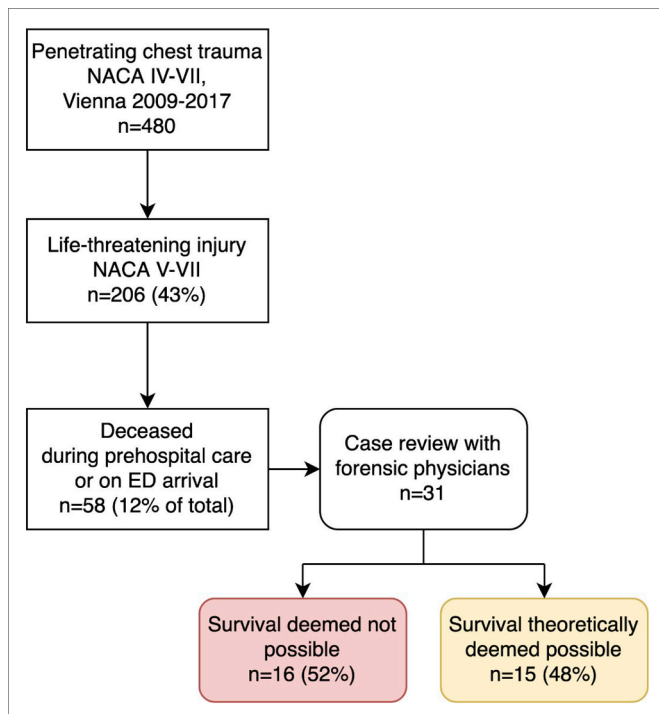 Penetrating chest trauma
NACA IV-VII,
Vienna 2009-2017
n=480
Life-threatening injury
NACA V-VII
n=206 (43%)
Deceased
during prehospital care
or on ED arrival
n=58 (12% of total)
Case review with
forensic physicians
n=31
Survival deemed not
possible
n=16 (52%)
Survival theoretically
deemed possible
n=15 (48%)